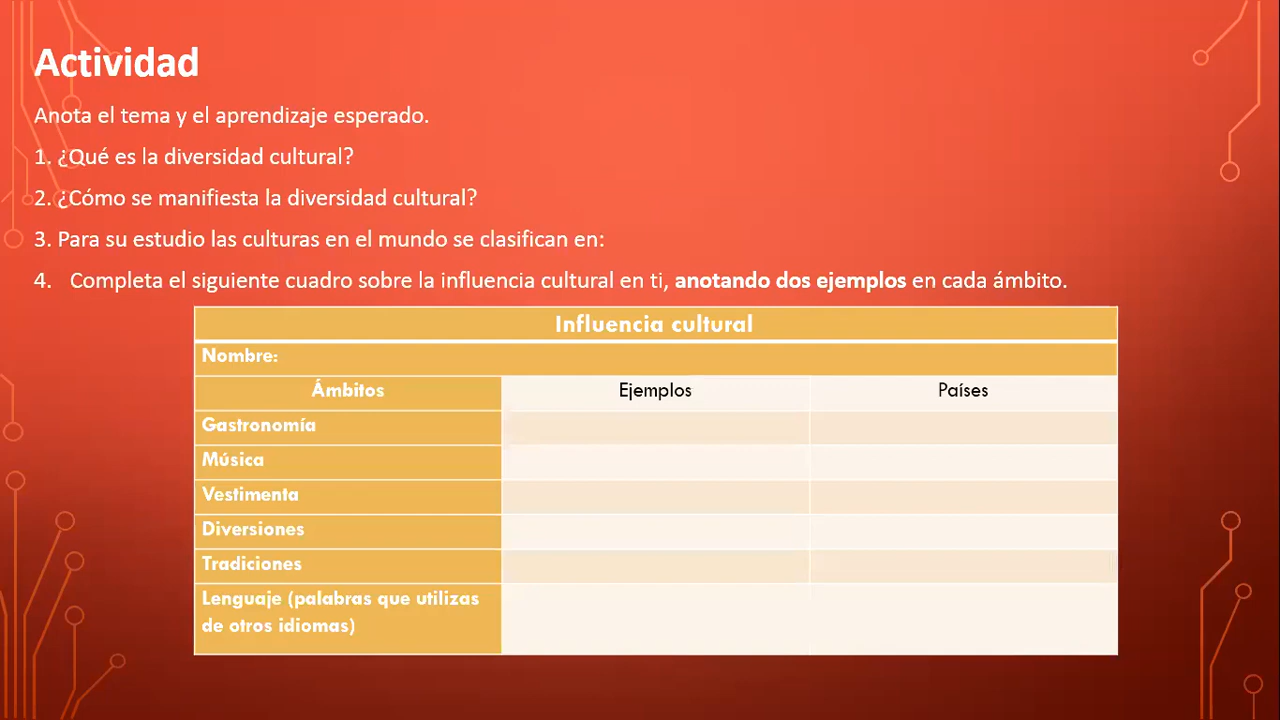 Actividad
Anota el tema y el aprendizaje esperado.
1. ¿Qué es la diversidad cultural?
2. ¿Cómo se manifiesta la diversidad cultural?
3. Para su estudio las culturas en el mundo se clasifican en:
4. Completa el siguiente cuadro sobre la influencia cultural en ti, anotando dos ejemplos en cada ámbito.
Influencia cultural
Nombre:
Ámbitos Ejemplos Países
Gastronomía
Música
Vestimenta
Diversiones
Tradiciones
Lenguaje (palabras que utilizas
de otros idiomas)